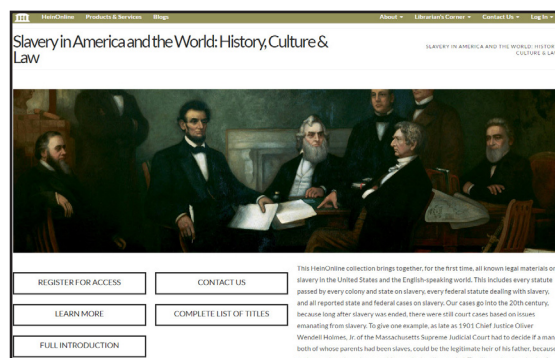 HeinOnline Products & Services Blogs About Librarian's Corner Contact Us Log In
Slavery in America and the World: History, Culture &
Law
SLAVERY IN AMERICA AND THE WORLD: HISTOR
CULTURE & LA
REGISTER FOR ACCESS
CONTACT US
LEARN MORE
COMPLETE LIST OF TITLES
FULL INTRODUCTION
This HeinOnline collection brings together, for the first time, all known legal materials on
slavery in the United States and the English-speaking world. This includes every statute
passed by every colony and state on slavery, every federal statute dealing with slavery,
and all reported state and federal cases on slavery. Our cases go into the 20th century,
because long after slavery was ended, there were still court cases based on issues
emanating from slavery. To give one example, as late as 1901 Chief Justice Oliver
Wendell Holmes, Jr. of the Massachusetts Supreme Judicial Court had to decide if a man,
both of whose parents had been slaves, could be the legitimate heir of his father, because